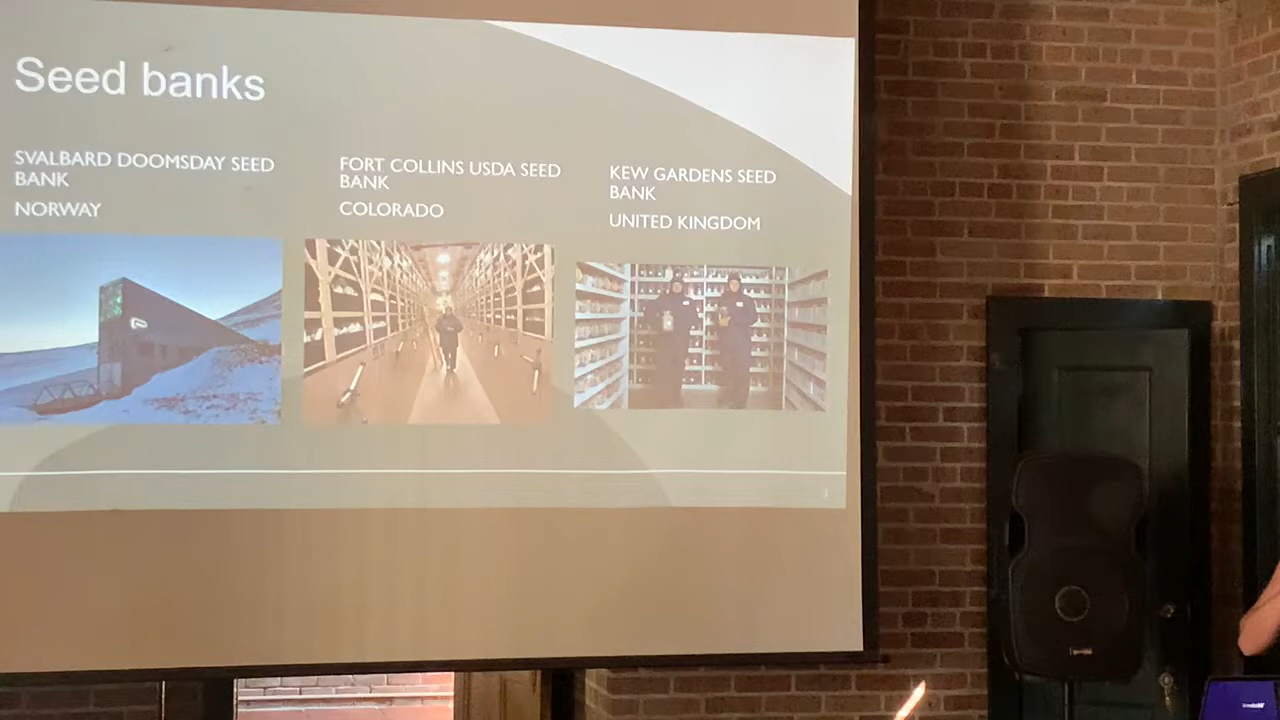 Seed banks
SVALBARD DOOMSDAY SEED
BANK
NORWAY
FORT COLLINS USDA SEED
BANK
COLORADO
KEW GARDENS SEED
BANK
UNITED KINGDOM